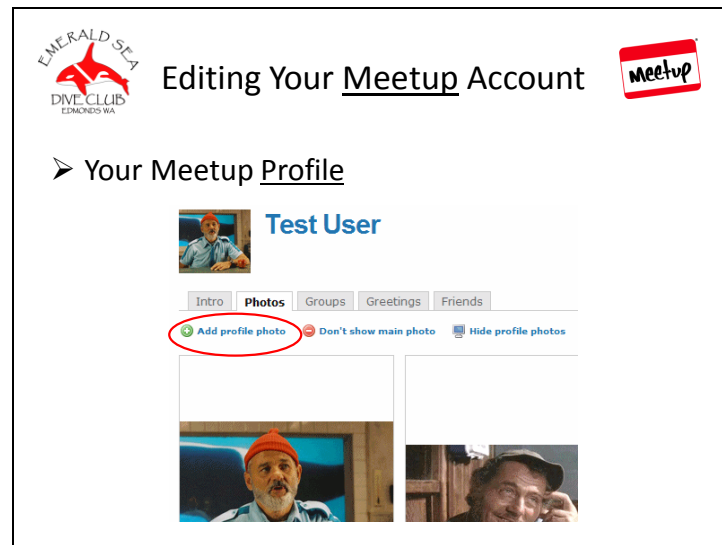 EMERALD SEA
DIVE CLUB
EDMONDS WA
Editing Your Meetup Account
Meetup
➢ Your Meetup Profile
Test User
Intro Photos Groups Greetings Friends
Add profile photo Don't show main photo Hide profile photos